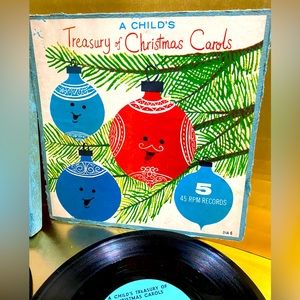 A CHILD'S
Treasury of Christmas Carols
5
45 RPM RECORDS
A CHILD'S TREASURY OF
CHRISTMAS CAROLS